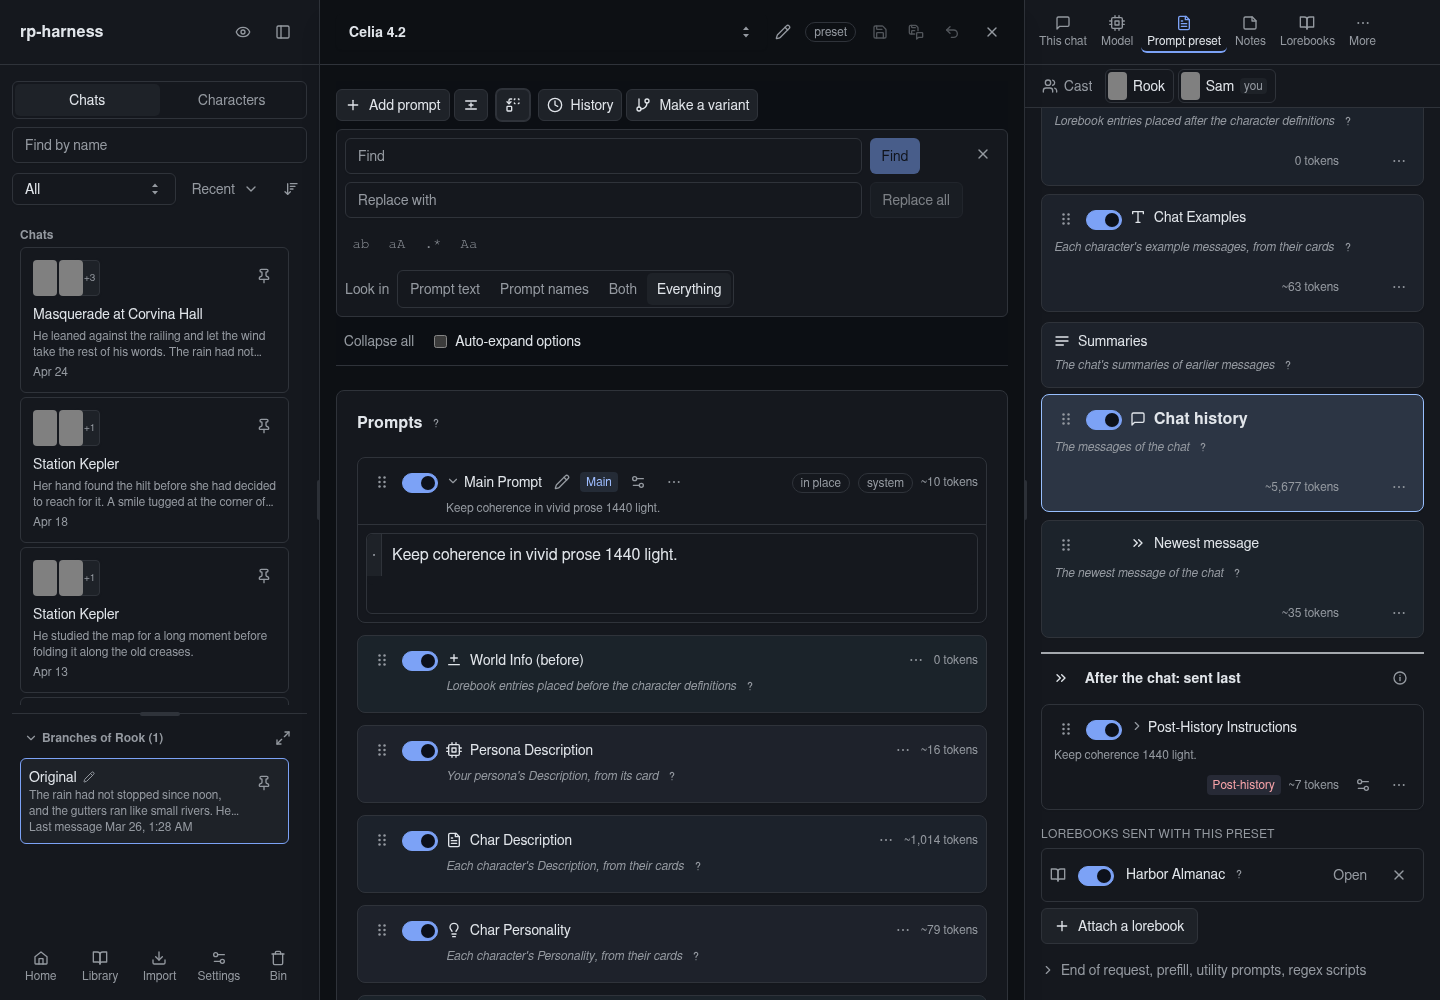 rp-harness
Chats
Characters
Find by name
All
Recent
Chats
+3
Masquerade at Corvina Hall
He leaned against the railing and let the wind
take the rest of his words. The rain had not…
Apr 24
+1
Station Kepler
Her hand found the hilt before she had decided
to reach for it. A smile tugged at the corner of…
Apr 18
+1
Station Kepler
He studied the map for a long moment before
folding it along the old creases.
Apr 13
Branches of Rook (1)
Original
The rain had not stopped since noon,
and the gutters ran like small rivers. He…
Last message Mar 26, 1:28 AM
Home
Library
Import
Settings
Bin
Celia 4.2
preset
Add prompt
History
Make a variant
Find
Find
Replace with
Replace all
ab aA .* Aa
Look in
Prompt text
Prompt names
Both
Everything
Collapse all
Auto-expand options
Prompts ?
Main Prompt
Main
in place
system
~10 tokens
Keep coherence in vivid prose 1440 light.
Keep coherence in vivid prose 1440 light.
World Info (before)
0 tokens
Lorebook entries placed before the character definitions ?
Persona Description
~16 tokens
Your persona's Description, from its card ?
Char Description
~1,014 tokens
Each character's Description, from their cards ?
Char Personality
~79 tokens
Each character's Personality, from their cards ?
This chat
Model
Prompt preset
Notes
Lorebooks
More
Cast
Rook
Sam you
Lorebook entries placed after the character definitions ?
0 tokens
Chat Examples
Each character's example messages, from their cards ?
~63 tokens
Summaries
The chat's summaries of earlier messages ?
Chat history
The messages of the chat ?
~5,677 tokens
Newest message
The newest message of the chat ?
~35 tokens
After the chat: sent last
Post-History Instructions
Keep coherence 1440 light.
Post-history
~7 tokens
LOREBOOKS SENT WITH THIS PRESET
Harbor Almanac ?
Open
Attach a lorebook
End of request, prefill, utility prompts, regex scripts